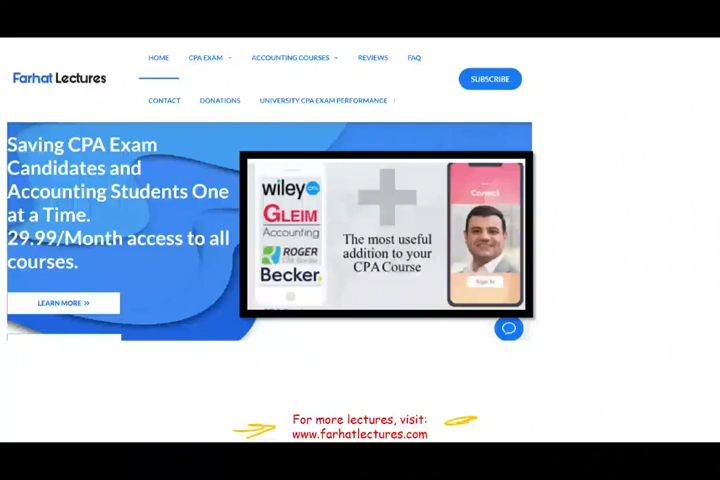 HOME
CPA EXAM
ACCOUNTING COURSES
REVIEWS
FAQ
Farhat Lectures
SUBSCRIBE
CONTACT
DONATIONS
UNIVERSITY CPA EXAM PERFORMANCE
Saving CPA Exam
Candidates and
Accounting Students One
at a Time.
29.99/Month access to all
courses.
LEARN MORE »
wiley CPA
GLEIM
Accounting
ROGER
Becker.
The most useful
addition to your
CPA Course
Correct
Sign In
For more lectures, visit:
www.farhatlectures.com